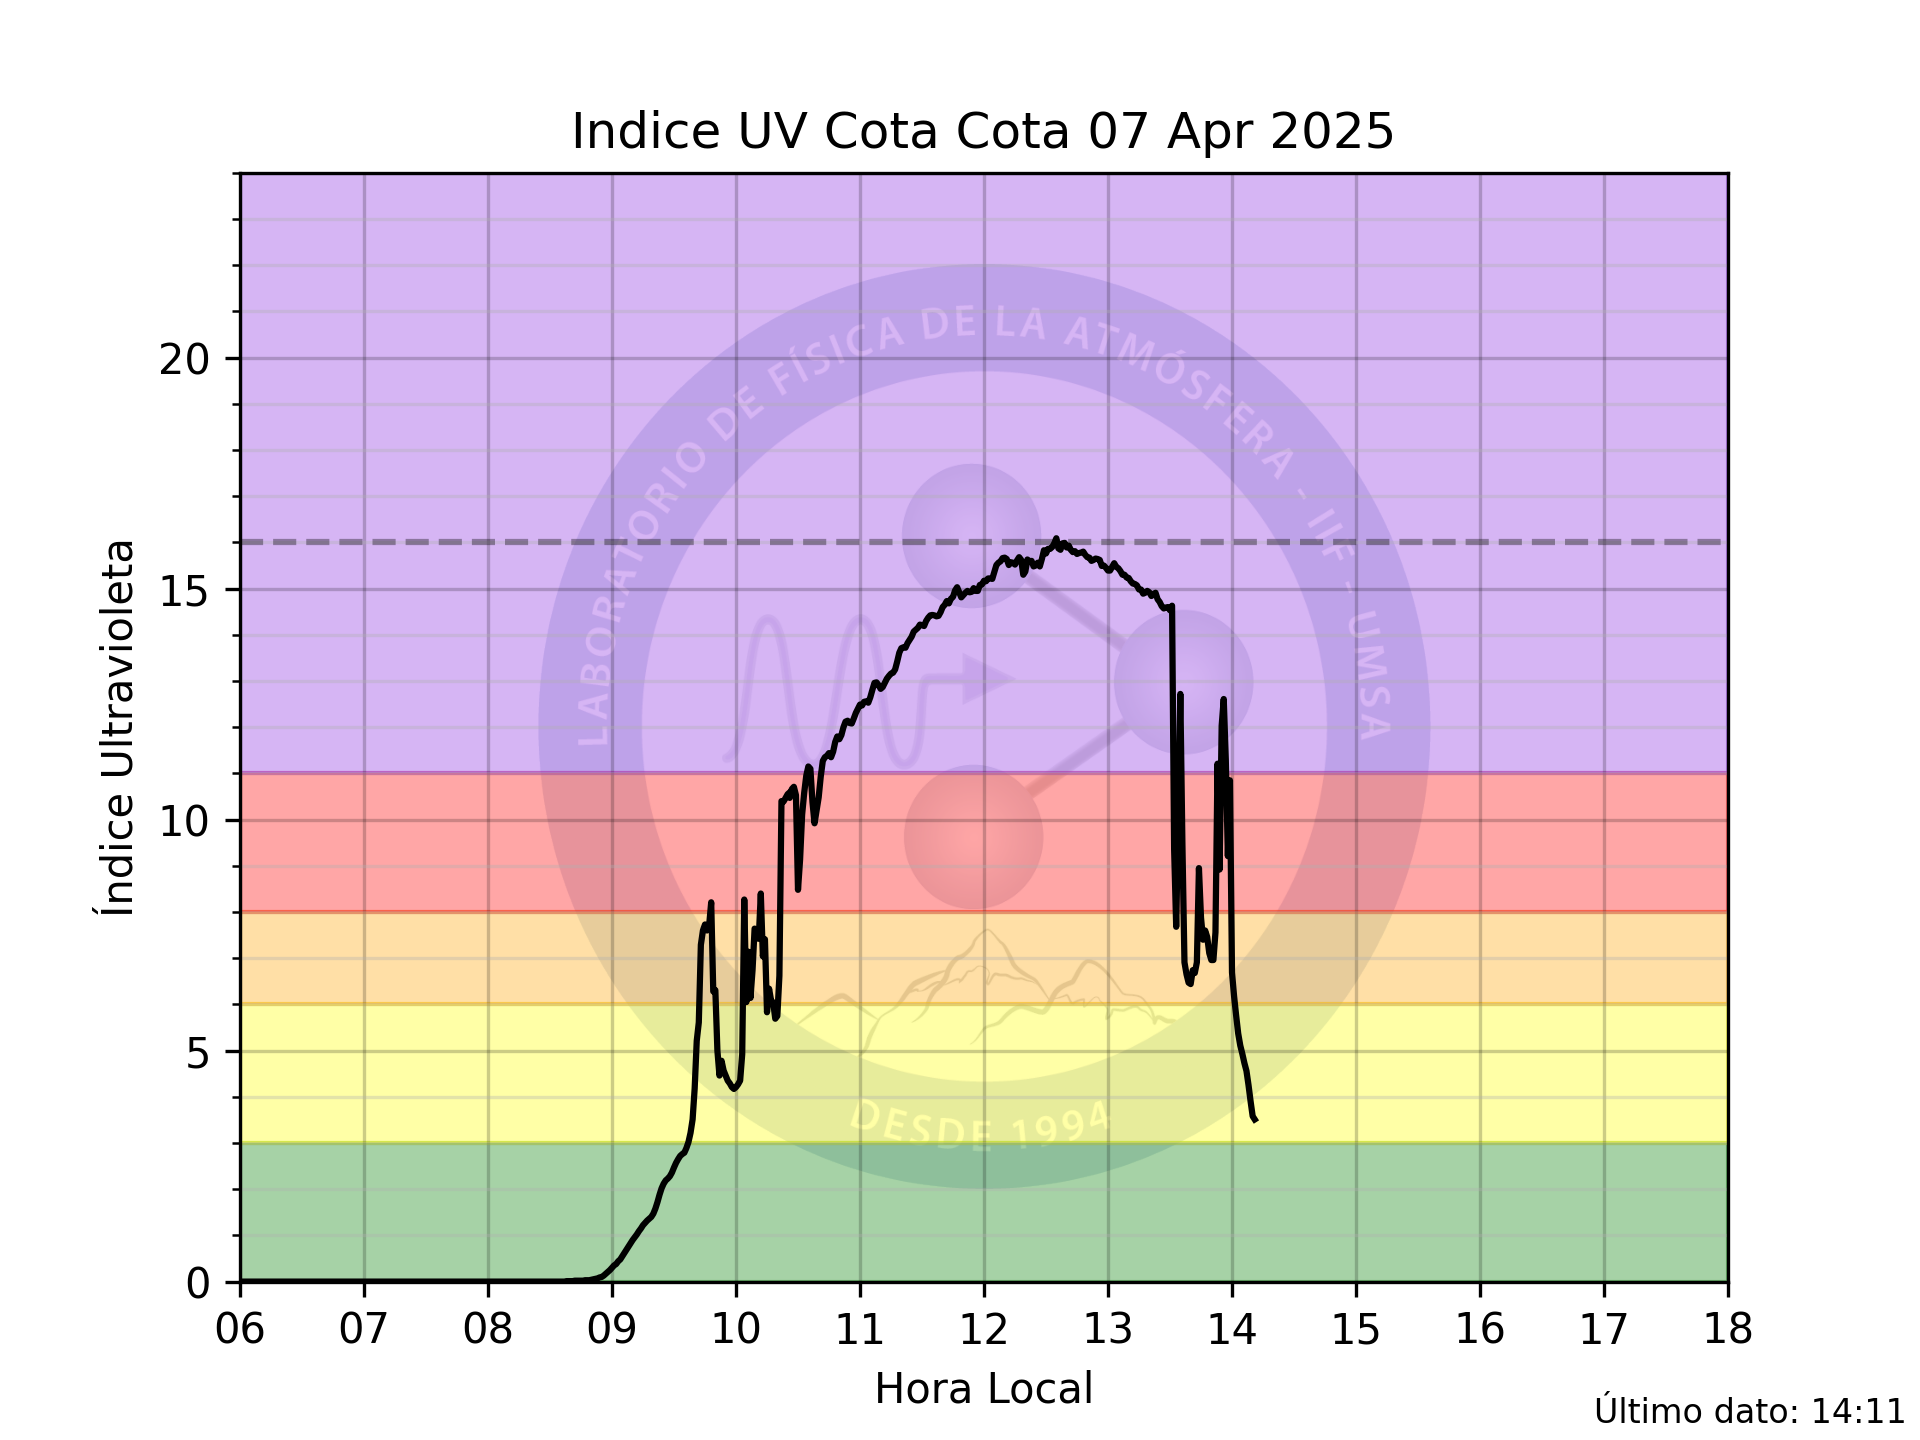 Indice UV Cota Cota 07 Apr 2025
Índice Ultravioleta
20
15
10
5
0
LABORATORIO DE FÍSICA DE LA ATMÓSFERA - IIF - UMSA
DESDE 1994
06 07 08 09 10 11 12 13 14 15 16 17 18
Hora Local
Último dato: 14:11